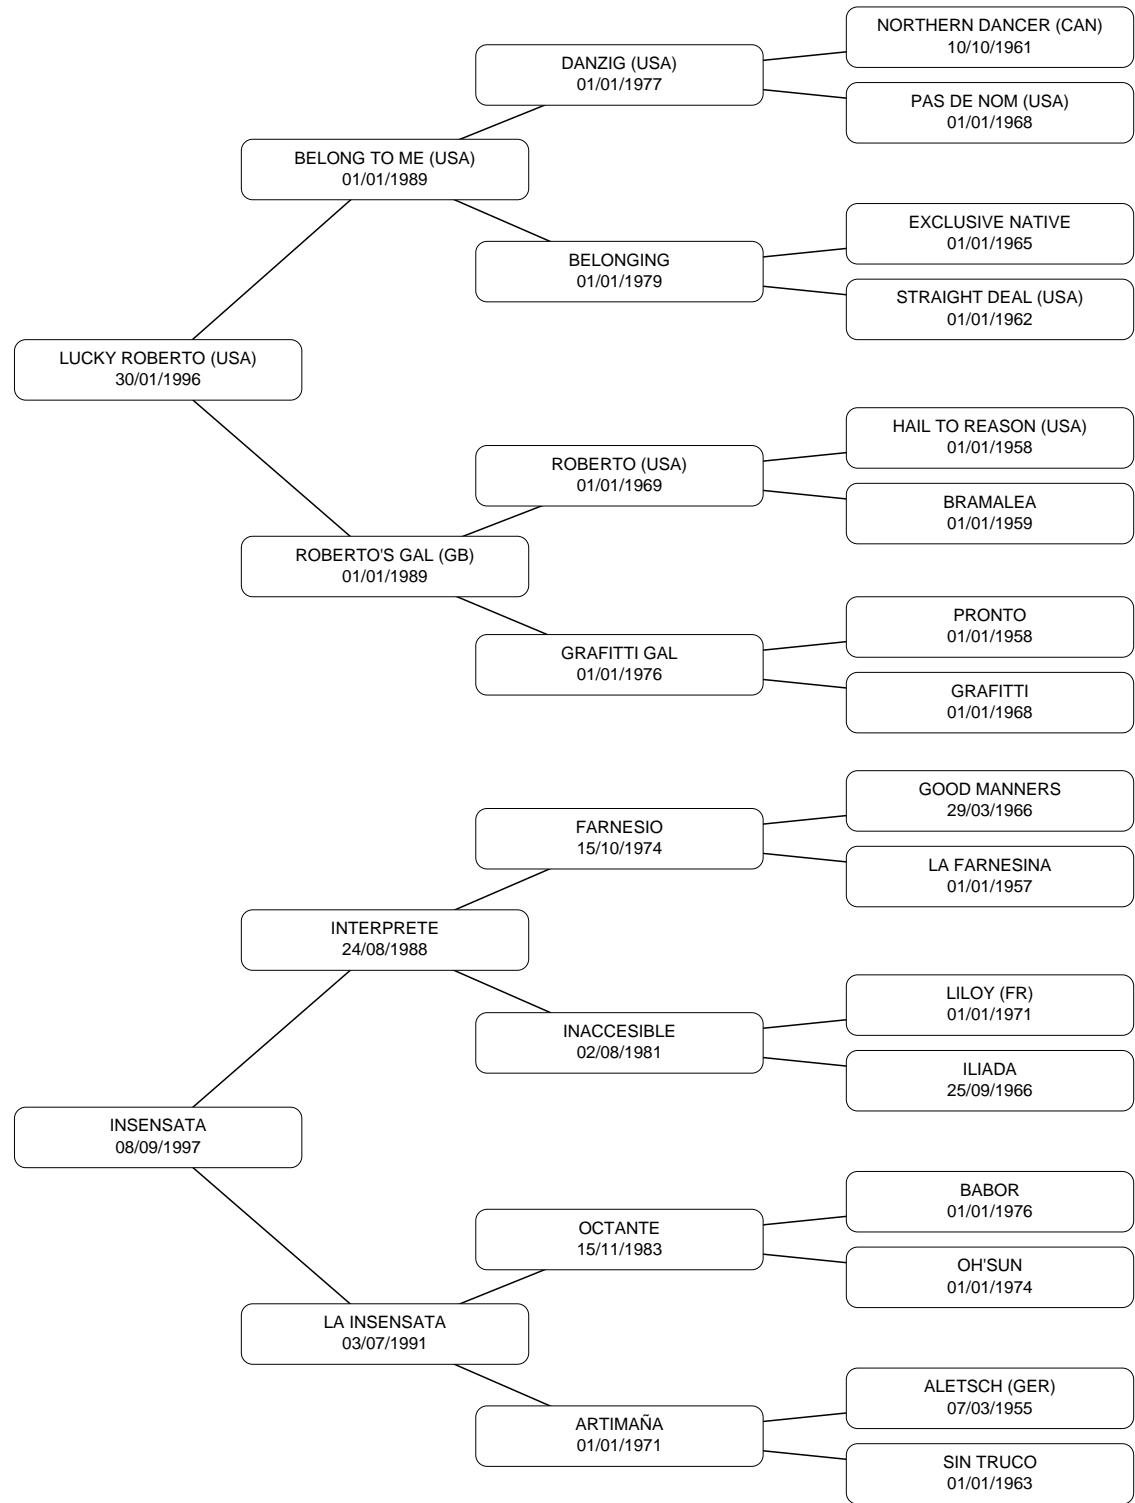 NORTHERN DANCER (CAN)
10/10/1961
DANZIG (USA)
01/01/1977
PAS DE NOM (USA)
01/01/1968
BELONG TO ME (USA)
01/01/1989
EXCLUSIVE NATIVE
01/01/1965
BELONGING
01/01/1979
STRAIGHT DEAL (USA)
01/01/1962
LUCKY ROBERTO (USA)
30/01/1996
HAIL TO REASON (USA)
01/01/1958
ROBERTO (USA)
01/01/1969
BRAMALEA
01/01/1959
ROBERTO'S GAL (GB)
01/01/1989
PRONTO
01/01/1958
GRAFITTI GAL
01/01/1976
GRAFITTI
01/01/1968
GOOD MANNERS
29/03/1966
FARNESIO
15/10/1974
LA FARNESINA
01/01/1957
INTERPRETE
24/08/1988
LILOY (FR)
01/01/1971
INACCESIBLE
02/08/1981
ILIADA
25/09/1966
INSENSATA
08/09/1997
BABOR
01/01/1976
OCTANTE
15/11/1983
OH'SUN
01/01/1974
LA INSENSATA
03/07/1991
ALETSCH (GER)
07/03/1955
ARTIMAÑA
01/01/1971
SIN TRUCO
01/01/1963